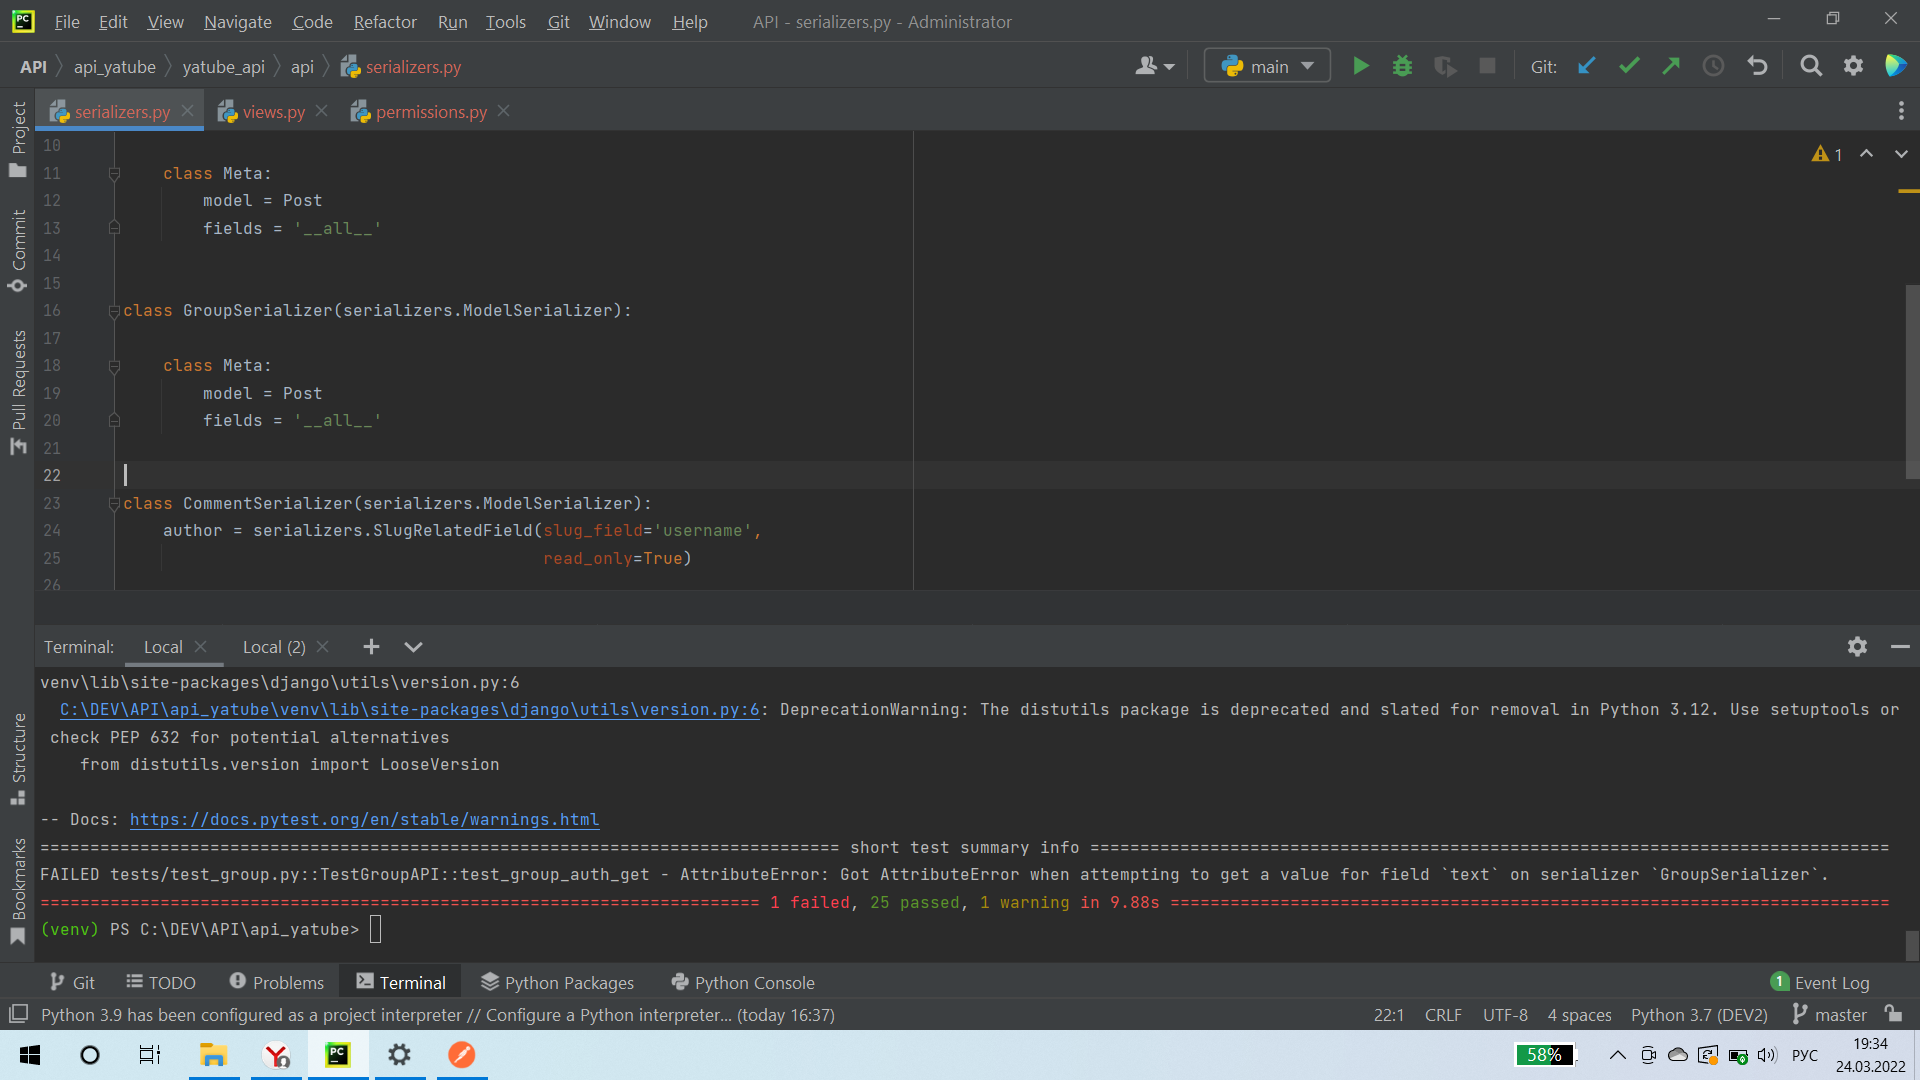 PC File Edit View Navigate Code Refactor Run Tools Git Window Help API - serializers.py - Administrator
API api_yatube yatube_api api serializers.py main Git:
serializers.py views.py permissions.py
Project
Commit
Pull Requests
Structure
Bookmarks
1
10
11 class Meta:
12 model = Post
13 fields = '__all__'
14
15
16 class GroupSerializer(serializers.ModelSerializer):
17
18 class Meta:
19 model = Post
20 fields = '__all__'
21
22
23 class CommentSerializer(serializers.ModelSerializer):
24 author = serializers.SlugRelatedField(slug_field='username',
25 read_only=True)
26
Terminal: Local Local (2)
venv\lib\site-packages\django\utils\version.py:6
C:\DEV\API\api_yatube\venv\lib\site-packages\django\utils\version.py:6: DeprecationWarning: The distutils package is deprecated and slated for removal in Python 3.12. Use setuptools or
check PEP 632 for potential alternatives
from distutils.version import LooseVersion
-- Docs: https://docs.pytest.org/en/stable/warnings.html
================================================================================ short test summary info ================================================================================
FAILED tests/test_group.py::TestGroupAPI::test_group_auth_get - AttributeError: Got AttributeError when attempting to get a value for field `text` on serializer `GroupSerializer`.
======================================================================== 1 failed, 25 passed, 1 warning in 9.88s ========================================================================
(venv) PS C:\DEV\API\api_yatube>
Git TODO Problems Terminal Python Packages Python Console 1 Event Log
Python 3.9 has been configured as a project interpreter // Configure a Python interpreter... (today 16:37) 22:1 CRLF UTF-8 4 spaces Python 3.7 (DEV2) master
PC 58% РУС 19:34
24.03.2022